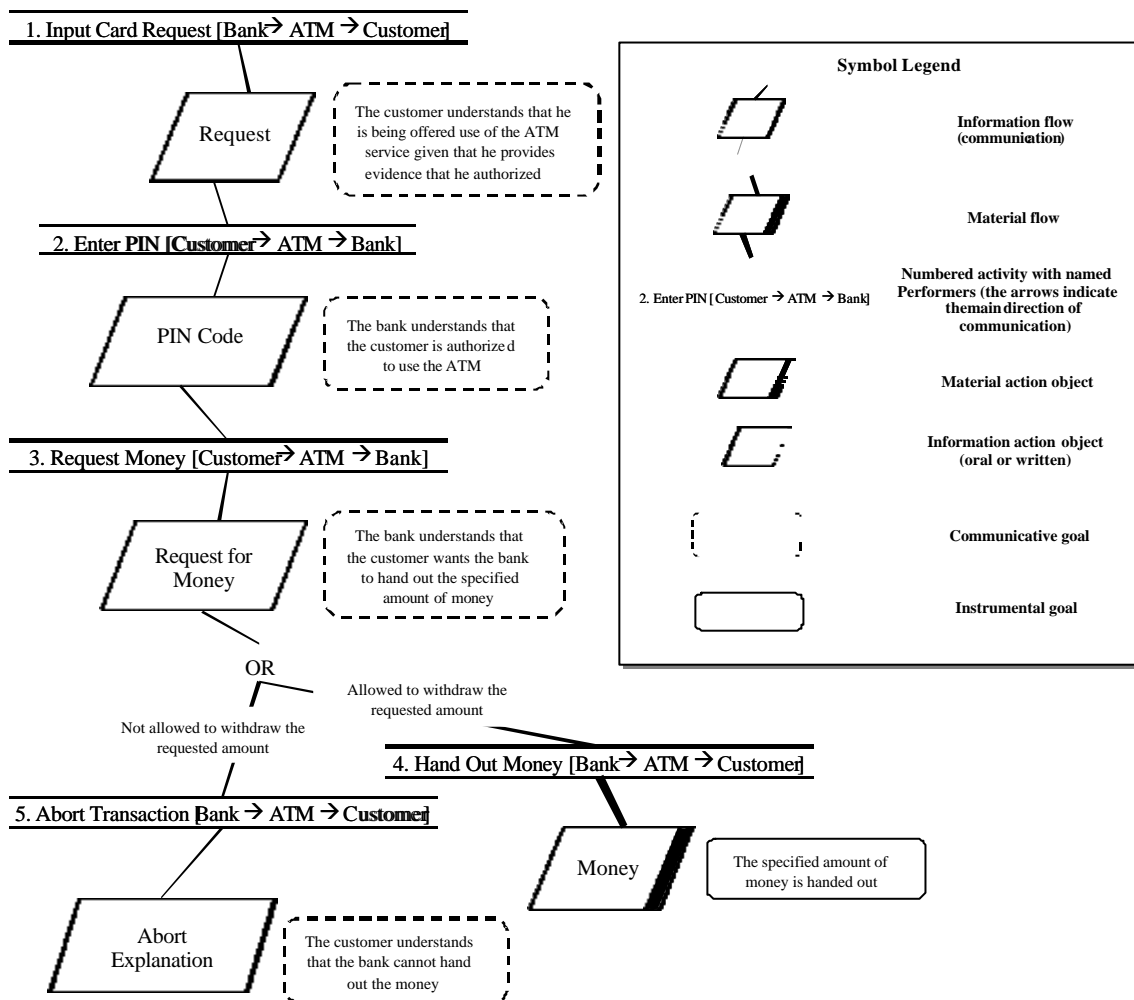 1. Input Card Request [Bank → ATM → Customer]
Request
The customer understands that he
is being offered use of the ATM
service given that he provides
evidence that he authorized
2. Enter PIN [Customer → ATM → Bank]
PIN Code
The bank understands that
the customer is authorized
to use the ATM
3. Request Money [Customer → ATM → Bank]
Request for
Money
The bank understands that
the customer wants the bank
to hand out the specified
amount of money
OR
Allowed to withdraw the
requested amount
Not allowed to withdraw the
requested amount
4. Hand Out Money [Bank → ATM → Customer]
Money
The specified amount of
money is handed out
5. Abort Transaction [Bank → ATM → Customer]
Abort
Explanation
The customer understands
that the bank cannot hand
out the money
Symbol Legend
Information flow
(communication)
Material flow
2. Enter PIN [ Customer → ATM → Bank]
Numbered activity with named
Performers (the arrows indicate
themain direction of
communication)
Material action object
Information action object
(oral or written)
Communicative goal
Instrumental goal